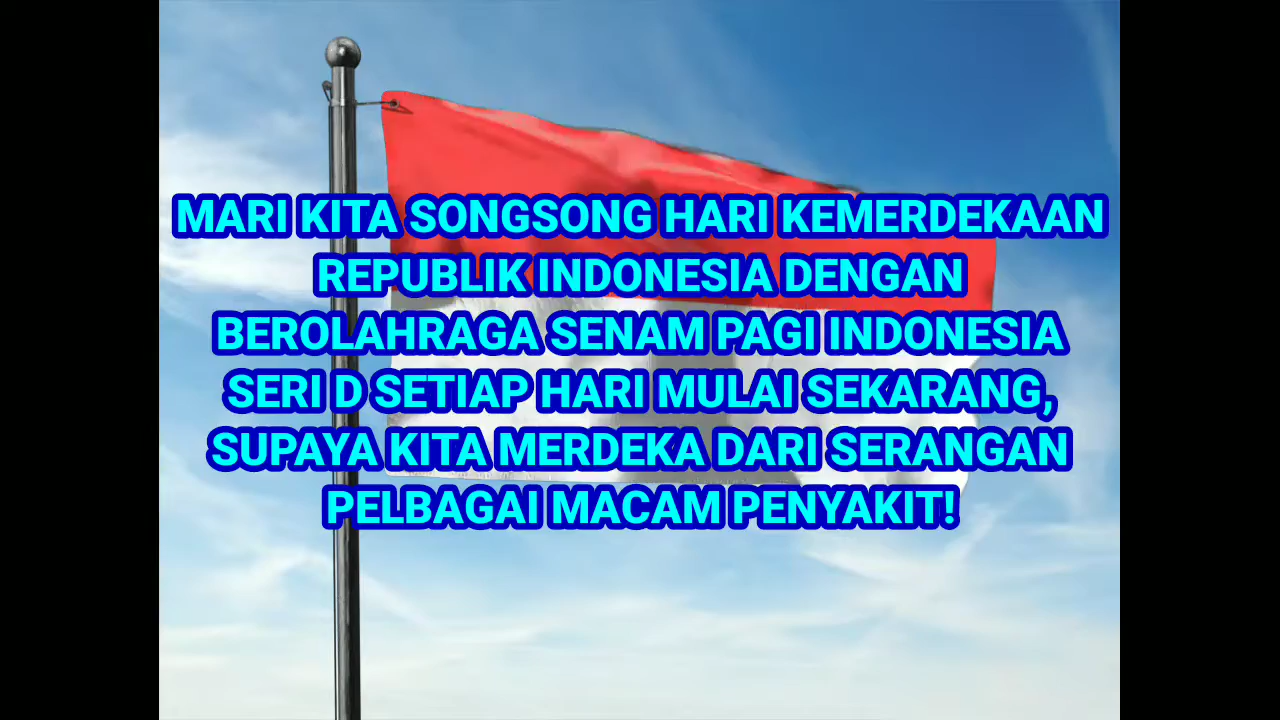 MARI KITA SONGSONG HARI KEMERDEKAAN
REPUBLIK INDONESIA DENGAN
BEROLAHRAGA SENAM PAGI INDONESIA
SERI D SETIAP HARI MULAI SEKARANG,
SUPAYA KITA MERDEKA DARI SERANGAN
PELBAGAI MACAM PENYAKIT!